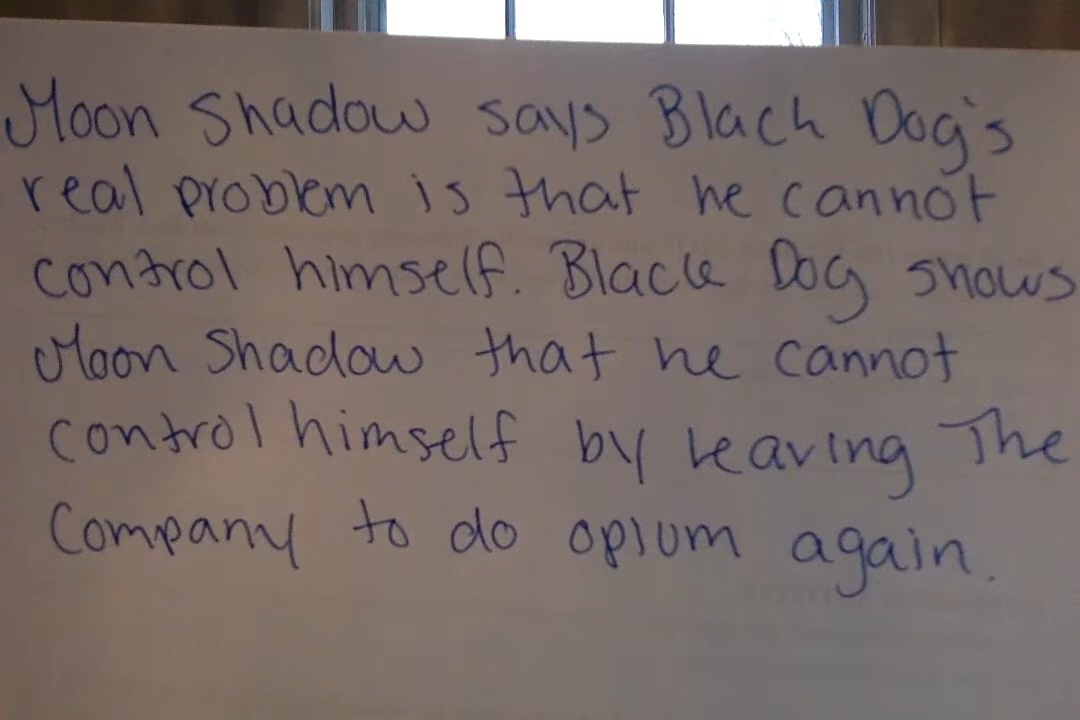 Moon Shadow says Black Dog's
real problem is that he cannot
control himself. Black Dog shows
Moon Shadow that he cannot
control himself by leaving The
Company to do opium again.